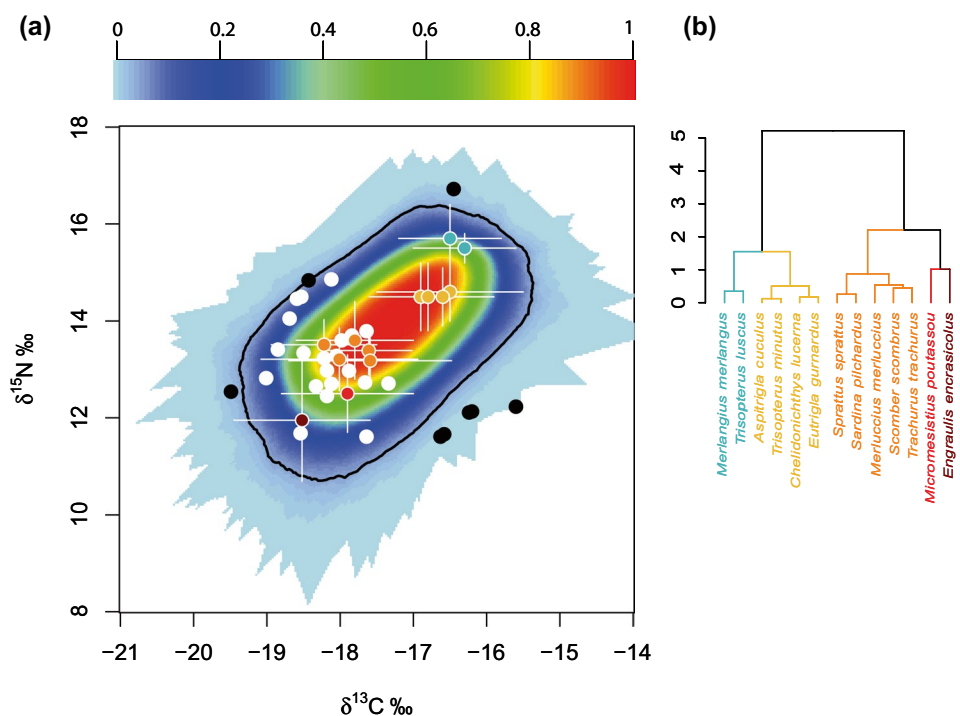 (a)
0 0.2 0.4 0.6 0.8 1
18
16
14
12
10
8
δ15N ‰
−21 −20 −19 −18 −17 −16 −15 −14
δ13C ‰
(b)
5
4
3
2
1
0
Merlangius merlangus
Trisopterus luscus
Aspitrigla cuculus
Trisopterus minutus
Chelidonichthys lucerna
Eutrigla gurnardus
Sprattus sprattus
Sardina pilchardus
Merluccius merluccius
Scomber scombrus
Trachurus trachurus
Micromesistius poutassou
Engraulis encrasicolus